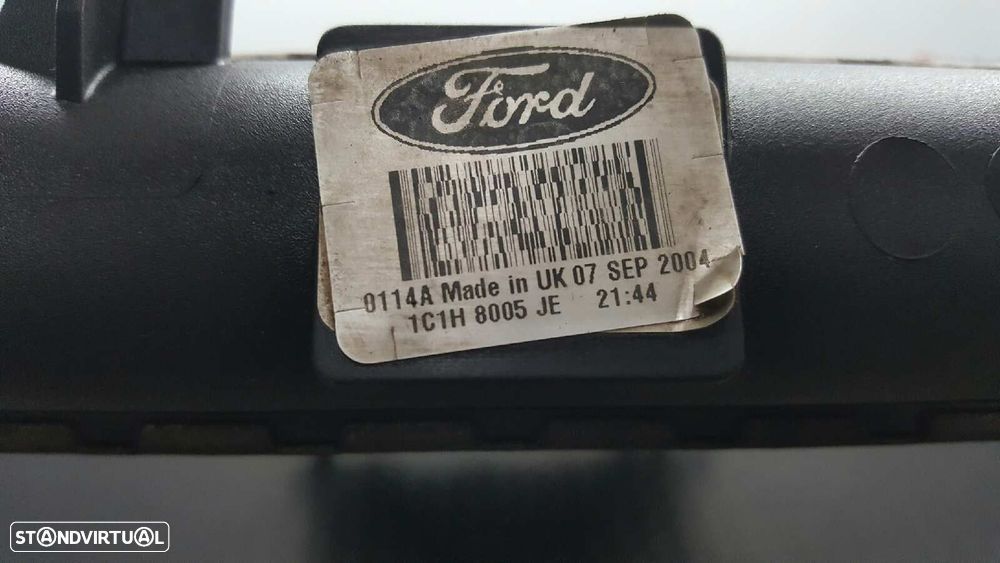 Ford
0114A Made in UK 07 SEP 2004
1C1H 8005 JE 21:44
STANDVIRTUAL